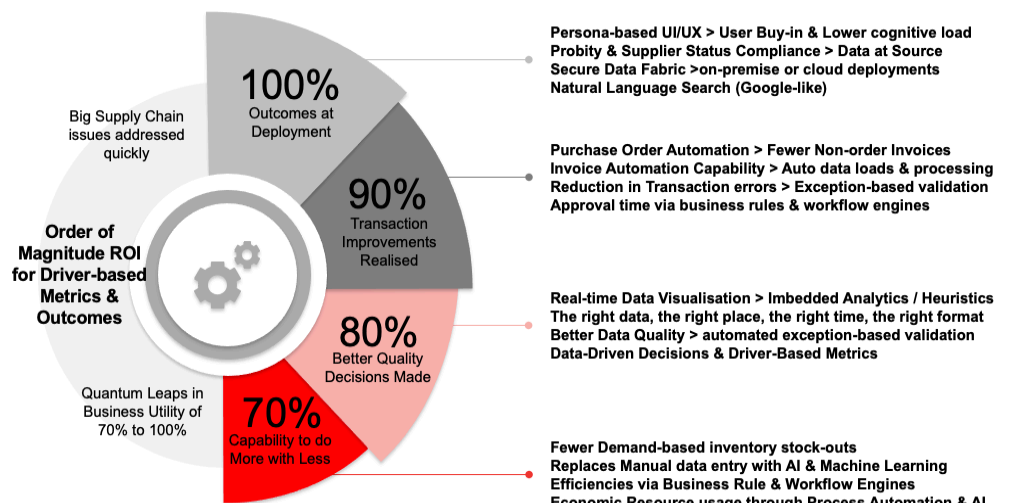 Big Supply Chain
issues addressed
quickly
Order of
Magnitude ROI
for Driver-based
Metrics &
Outcomes
Quantum Leaps in
Business Utility of
70% to 100%
100%
Outcomes at
Deployment
90%
Transaction
Improvements
Realised
80%
Better Quality
Decisions Made
70%
Capability to do
More with Less
Persona-based UI/UX > User Buy-in & Lower cognitive load
Probity & Supplier Status Compliance > Data at Source
Secure Data Fabric >on-premise or cloud deployments
Natural Language Search (Google-like)
Purchase Order Automation > Fewer Non-order Invoices
Invoice Automation Capability > Auto data loads & processing
Reduction in Transaction errors > Exception-based validation
Approval time via business rules & workflow engines
Real-time Data Visualisation > Imbedded Analytics / Heuristics
The right data, the right place, the right time, the right format
Better Data Quality > automated exception-based validation
Data-Driven Decisions & Driver-Based Metrics
Fewer Demand-based inventory stock-outs
Replaces Manual data entry with AI & Machine Learning
Efficiencies via Business Rule & Workflow Engines
Economic Resource usage through Process Automation & AI